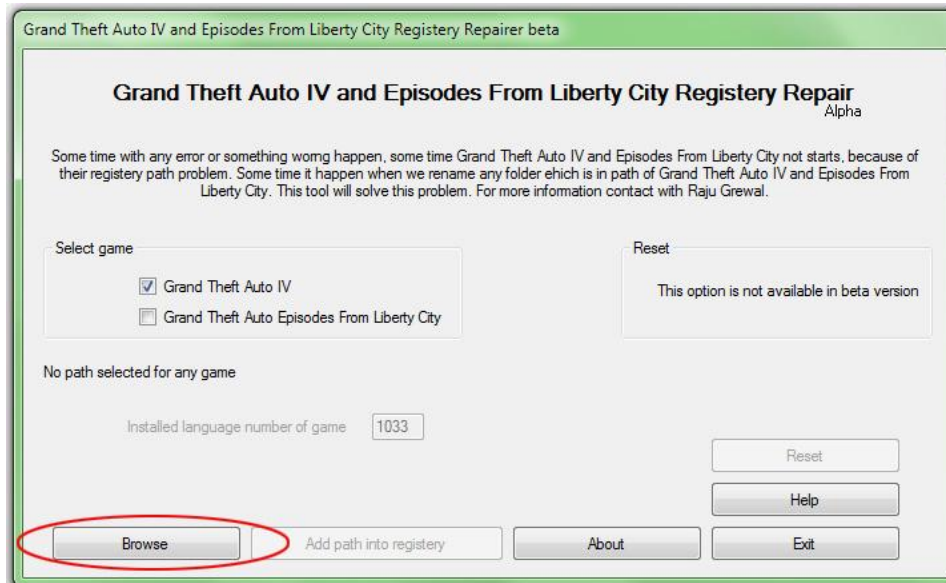 Grand Theft Auto IV and Episodes From Liberty City Registery Repairer beta
Grand Theft Auto IV and Episodes From Liberty City Registery Repair
Alpha
Some time with any error or something worng happen, some time Grand Theft Auto IV and Episodes From Liberty City not starts, because of
their registery path problem. Some time it happen when we rename any folder ehich is in path of Grand Theft Auto IV and Episodes From
Liberty City. This tool will solve this problem. For more information contact with Raju Grewal.
Select game
Grand Theft Auto IV
Grand Theft Auto Episodes From Liberty City
Reset
This option is not available in beta version
No path selected for any game
Installed language number of game 1033
Reset
Help
Browse Add path into registery About Exit